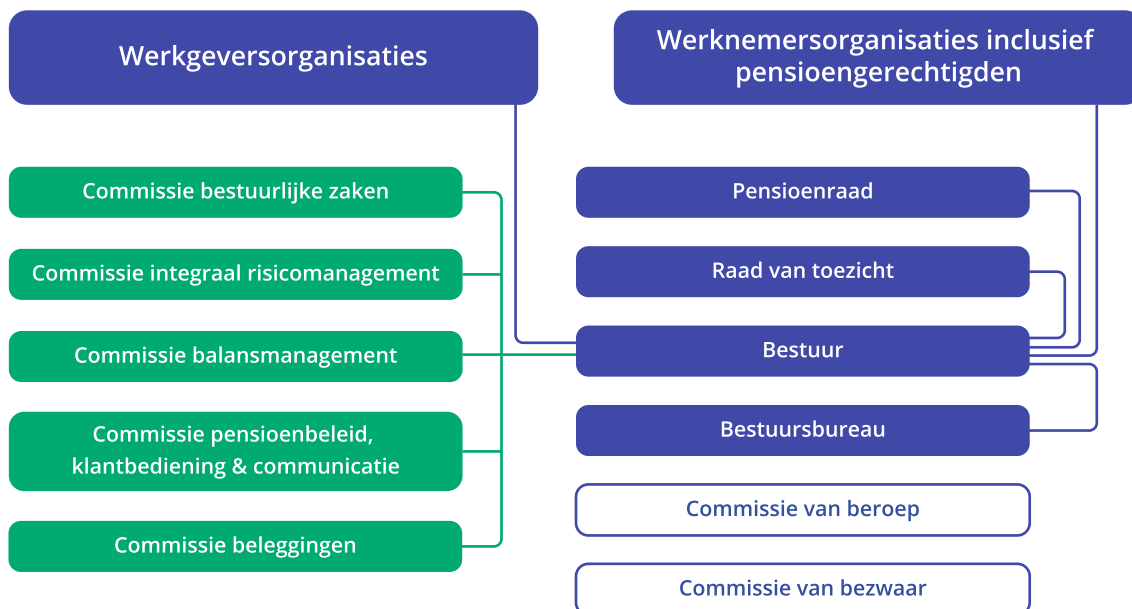 Werkgeversorganisaties
Werknemersorganisaties inclusief
pensioengerechtigden
Commissie bestuurlijke zaken
Commissie integraal risicomanagement
Commissie balansmanagement
Commissie pensioenbeleid,
klantbediening & communicatie
Commissie beleggingen
Pensioenraad
Raad van toezicht
Bestuur
Bestuursbureau
Commissie van beroep
Commissie van bezwaar